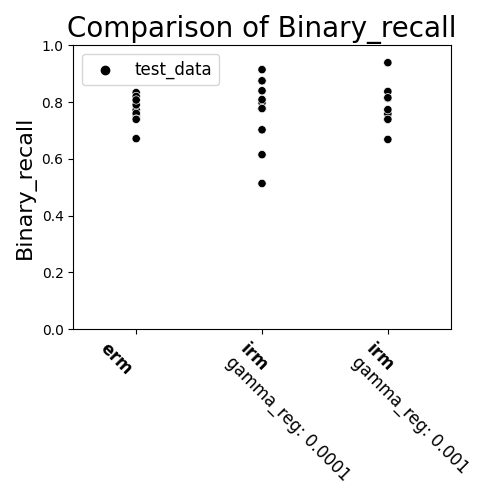 Comparison of Binary_recall
Binary_recall
1.0
0.8
0.6
0.4
0.2
0.0
test_data
erm
irm
gamma_reg: 0.0001
irm
gamma_reg: 0.001